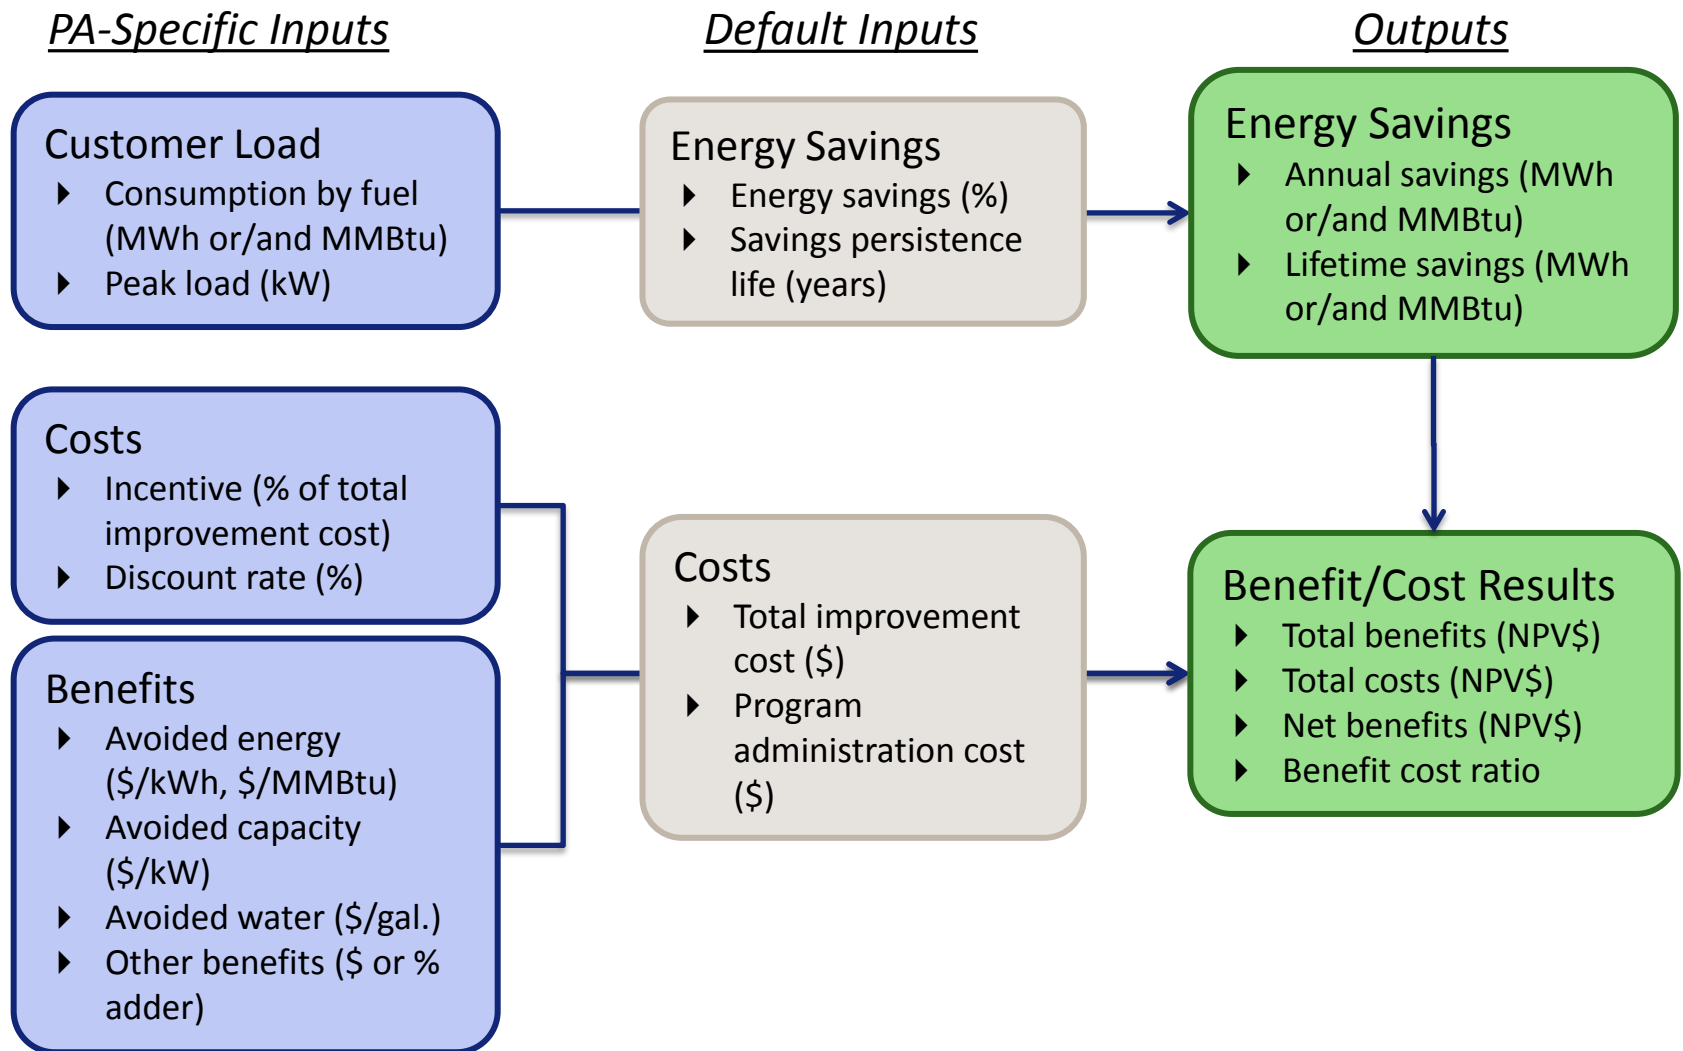 PA-Specific Inputs
Default Inputs
Outputs
Customer Load
Consumption by fuel
(MWh or/and MMBtu)
Peak load (kW)
Energy Savings
Energy savings (%)
Savings persistence
life (years)
Energy Savings
Annual savings (MWh
or/and MMBtu)
Lifetime savings (MWh
or/and MMBtu)
Costs
Incentive (% of total
improvement cost)
Discount rate (%)
Benefits
Avoided energy
($/kWh, $/MMBtu)
Avoided capacity
($/kW)
Avoided water ($/gal.)
Other benefits ($ or %
adder)
Costs
Total improvement
cost ($)
Program
administration cost
($)
Benefit/Cost Results
Total benefits (NPV$)
Total costs (NPV$)
Net benefits (NPV$)
Benefit cost ratio